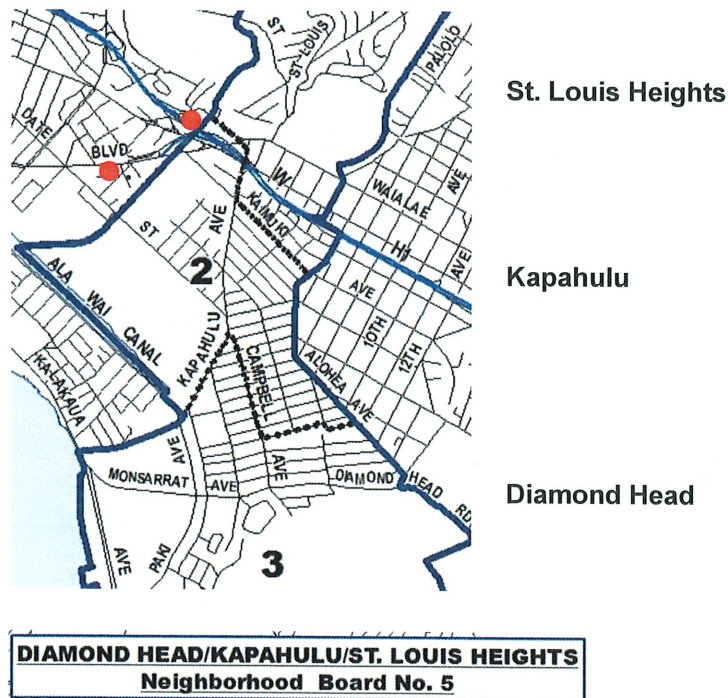 ST
ST-LOUIS
PALOLO
St. Louis Heights
DATE
BLVD
W
WAIALAE
AVE
KAIMUKI
AVE
ST
H1
AVE
2
ALA
WAI
CANAL
AVE
10TH
12TH
Kapahulu
KAPAHULU
CAMPBELL
ALOHEA
AVE
KALAKAUA
AVE
MONSARRAT
AVE
AVE
DIAMOND
HEAD
RD
Diamond Head
AVE
PAKI
3
DIAMOND HEAD/KAPAHULU/ST. LOUIS HEIGHTS
Neighborhood Board No. 5